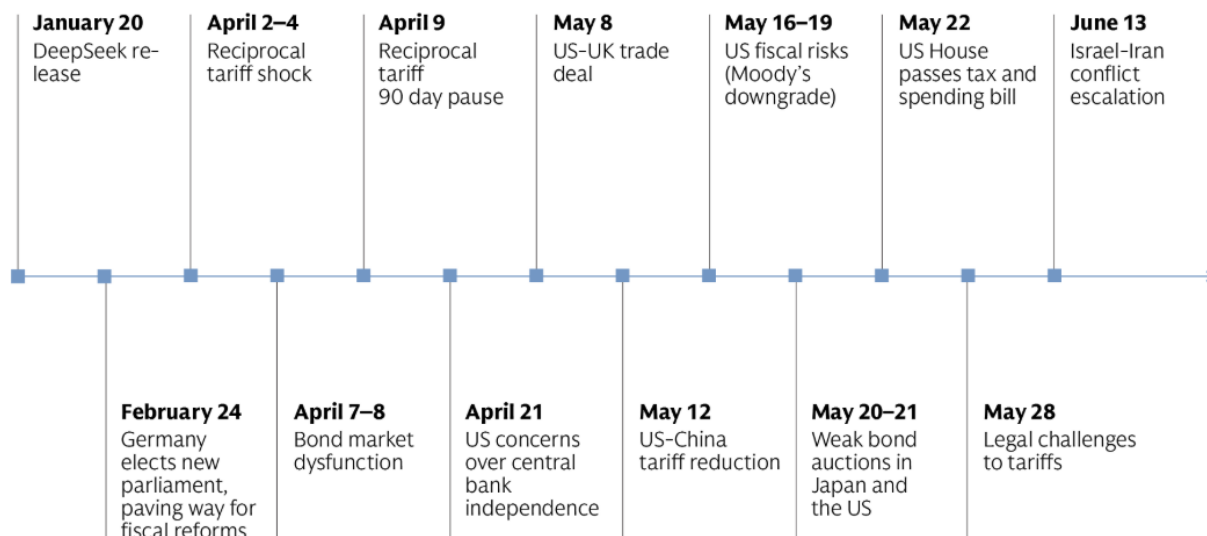 January 20
DeepSeek re-
lease
April 2–4
Reciprocal
tariff shock
April 9
Reciprocal
tariff
90 day pause
May 8
US-UK trade
deal
May 16–19
US fiscal risks
(Moody's
downgrade)
May 22
US House
passes tax and
spending bill
June 13
Israel-Iran
conflict
escalation
February 24
Germany
elects new
parliament,
paving way for
fiscal reforms
April 7–8
Bond market
dysfunction
April 21
US concerns
over central
bank
independence
May 12
US-China
tariff reduction
May 20–21
Weak bond
auctions in
Japan and
the US
May 28
Legal challenges
to tariffs